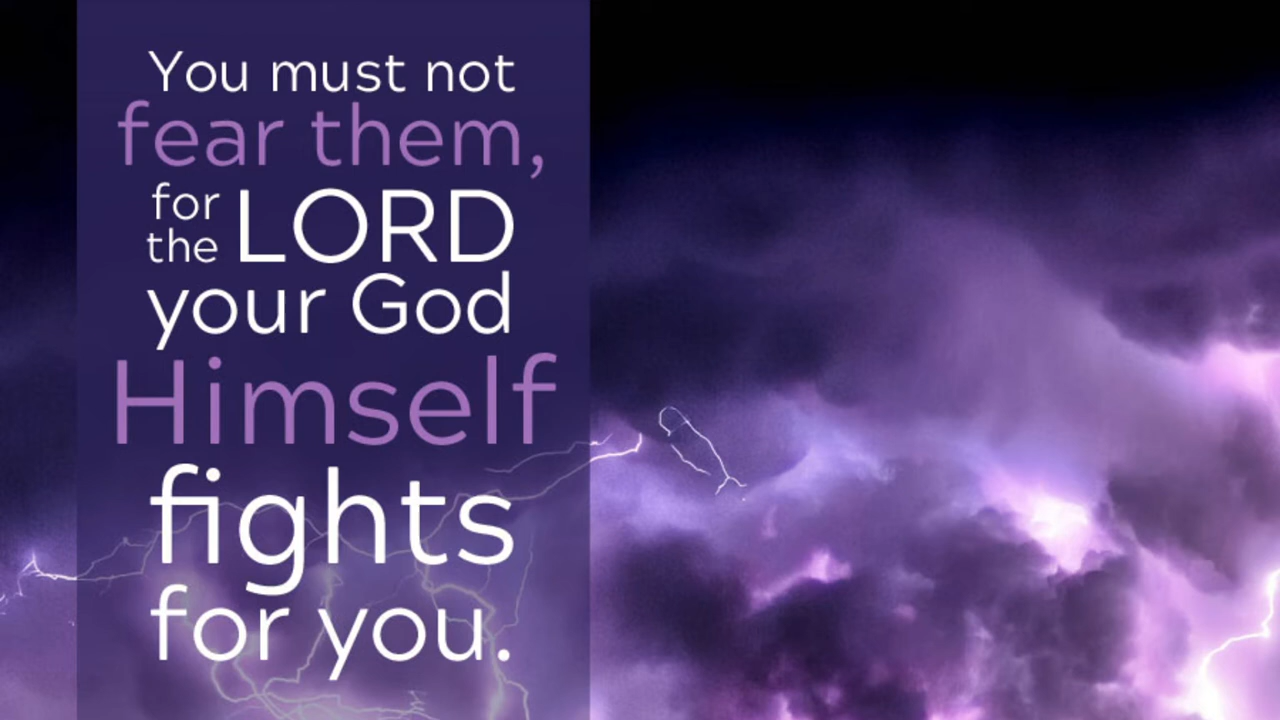 You must not
fear them,
for
the LORD
your God
Himself
fights
for you.